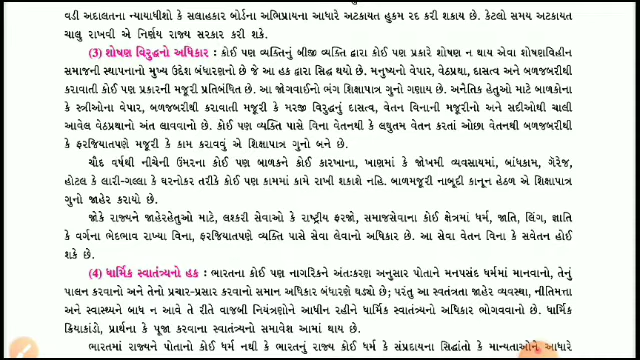 વડી અદાલતના ન્યાયાધીશો કે સલાહકાર બોર્ડના અભિપ્રાયના આધારે અટકાયત હુકમ રદ કરી શકાય છે. કેટલો સમય અટકાયત
ચાલુ રાખવી એ નિર્ણય રાજ્ય સરકાર કરી શકે.
(3) શોષણ વિરુદ્ધનો અધિકાર : કોઈ પણ વ્યક્તિનું બીજી વ્યક્તિ દ્વારા કોઈ પણ પ્રકારે શોષણ ન થાય એવા શોષણવિહીન
સમાજની સ્થાપનાનો મુખ્ય ઉદ્દેશ બંધારણનો છે જે આ હક દ્વારા સિદ્ધ થયો છે. મનુષ્યનો વેપાર, વેઠપ્રથા, દાસત્વ અને બળજબરીથી
કરાવાતી કોઈ પણ પ્રકારની મજૂરી પ્રતિબંધિત છે. આ જોગવાઈનો ભંગ શિક્ષાપાત્ર ગુનો ગણાય છે. અનૈતિક હેતુઓ માટે બાળકોના
કે સ્ત્રીઓના વેપાર, બળજબરીથી કરાવાતી મજૂરી કે મરજી વિરુદ્ધનું દાસત્વ, વેતન વિનાની મજૂરીનો અને સદીઓથી ચાલી
આવેલ વેઠપ્રથાનો અંત લાવવાનો છે. કોઈ પણ વ્યક્તિ પાસે વિના વેતનથી કે લઘુતમ વેતન કરતાં ઓછા વેતનથી બળજબરીથી
કે ફરજિયાતપણે મજૂરી કે કામ કરાવવું એ શિક્ષાપાત્ર ગુનો બને છે.
ચૌદ વર્ષથી નીચેની ઉંમરના કોઈ પણ બાળકને કોઈ કારખાના, ખાણમાં કે જોખમી વ્યવસાયમાં, બાંધકામ, ગૅરેજ,
હોટલ કે લારી-ગલ્લા કે ઘરનોકર તરીકે કોઈ પણ કામમાં કામે રાખી શકાશે નહિ. બાળમજૂરી નાબૂદી કાનૂન હેઠળ એ શિક્ષાપાત્ર
ગુનો જાહેર કરાયો છે.
જોકે રાજ્યને જાહેરહેતુઓ માટે, લશ્કરી સેવાઓ કે રાષ્ટ્રીય ફરજો, સમાજસેવાના કોઈ ક્ષેત્રમાં ધર્મ, જાતિ, લિંગ, જ્ઞાતિ
કે વર્ગના ભેદભાવ રાખ્યા વિના, ફરજિયાતપણે વ્યક્તિ પાસે સેવા લેવાનો અધિકાર છે. આ સેવા વેતન વિના કે સવેતન હોઈ
શકે છે.
(4) ધાર્મિક સ્વાતંત્ર્યનો હક : ભારતના કોઈ પણ નાગરિકને અંતઃકરણ અનુસાર પોતાને મનપસંદ ધર્મમાં માનવાનો, તેનું
પાલન કરવાનો અને તેનો પ્રચાર-પ્રસાર કરવાનો સમાન અધિકાર બંધારણે ઘડ્યો છે; પરંતુ આ સ્વતંત્રતા જાહેર વ્યવસ્થા, નીતિમત્તા
અને સ્વાસ્થ્યને બાધ ન આવે તે રીતે વાજબી નિયંત્રણોને આધીન રહીને ધાર્મિક સ્વાતંત્ર્યનો અધિકાર ભોગવવાનો છે. ધાર્મિક
ક્રિયાકાંડો, પ્રાર્થના કે પૂજા કરવાના સ્વાતંત્ર્યનો સમાવેશ આમાં થાય છે.
ભારતમાં રાજ્યને પોતાનો કોઈ ધર્મ નથી કે ભારતનું રાજ્ય કોઈ ધર્મ કે સંપ્રદાયના સિદ્ધાંતો કે માન્યતાઓને આધારે